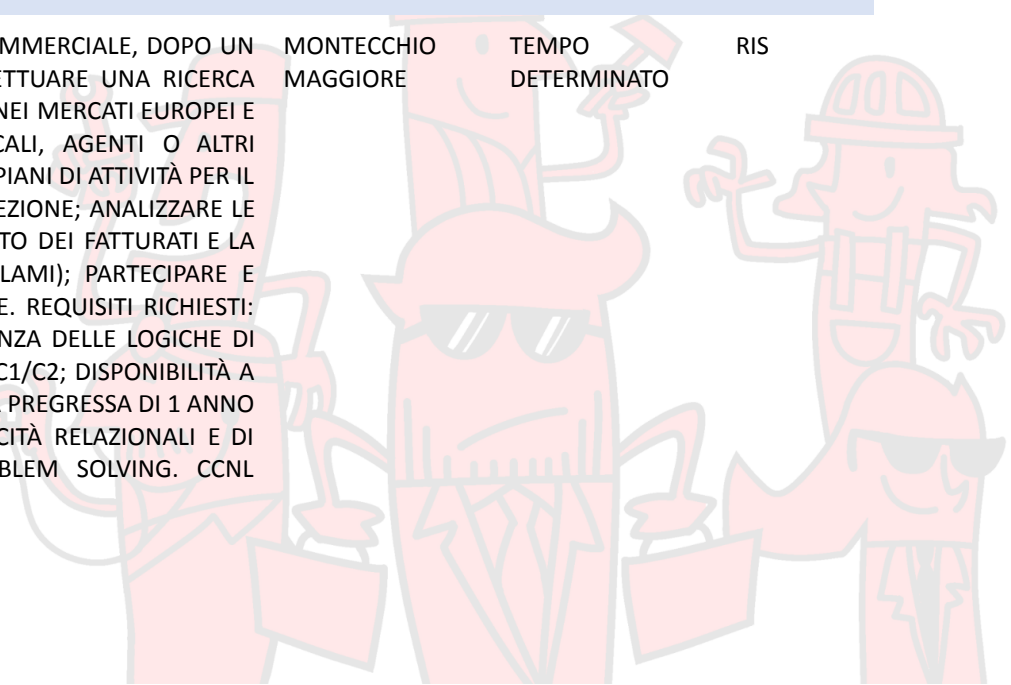 OMMERCIALE, DOPO UN MONTECCHIO TEMPO RIS
ETTUARE UNA RICERCA MAGGIORE DETERMINATO
NEI MERCATI EUROPEI E
CALI, AGENTI O ALTRI
PIANI DI ATTIVITÀ PER IL
EZIONE; ANALIZZARE LE
TO DEI FATTURATI E LA
LAMI); PARTECIPARE E
E. REQUISITI RICHIESTI:
NZA DELLE LOGICHE DI
C1/C2; DISPONIBILITÀ A
PREGRESSA DI 1 ANNO
CITÀ RELAZIONALI E DI
BLEM SOLVING. CCNL